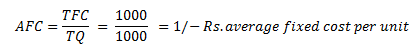 AFC = TFC/TQ = 1000/1000 = 1/− Rs. average fixed cost per unit